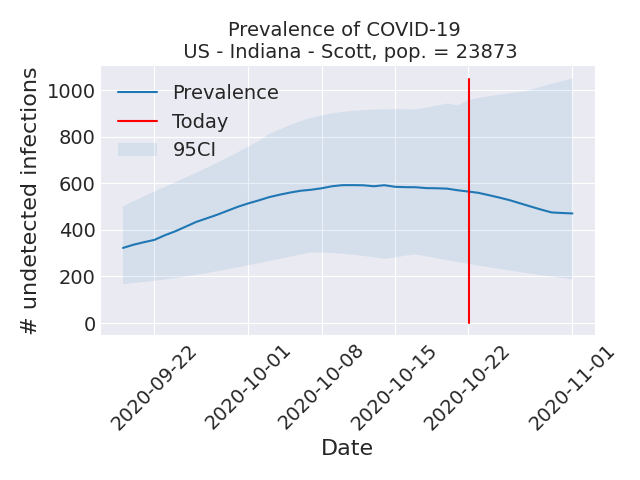 Prevalence of COVID-19
US - Indiana - Scott, pop. = 23873
# undetected infections
1000
800
600
400
200
0
Prevalence
Today
95CI
2020-09-22
2020-10-01
2020-10-08
2020-10-15
2020-10-22
2020-11-01
Date